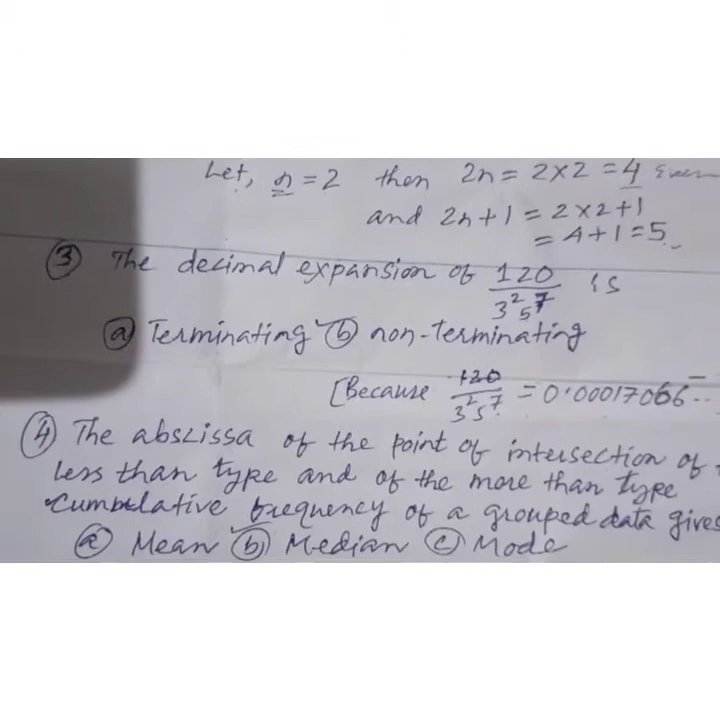 Let, n = 2 then 2n = 2×2 = 4
and 2n+1 = 2×2+1
= 4+1 = 5
③ The decimal expansion of 120/3²5⁷ is
ⓐ Terminating ⓑ non-terminating
[Because 120/3²5⁷ = 0.00017066-..
④ The abscissa of the point of intersection of
less than type and of the more than type
cumulative frequency of a grouped data gives
ⓐ Mean ⓑ Median ⓒ Mode